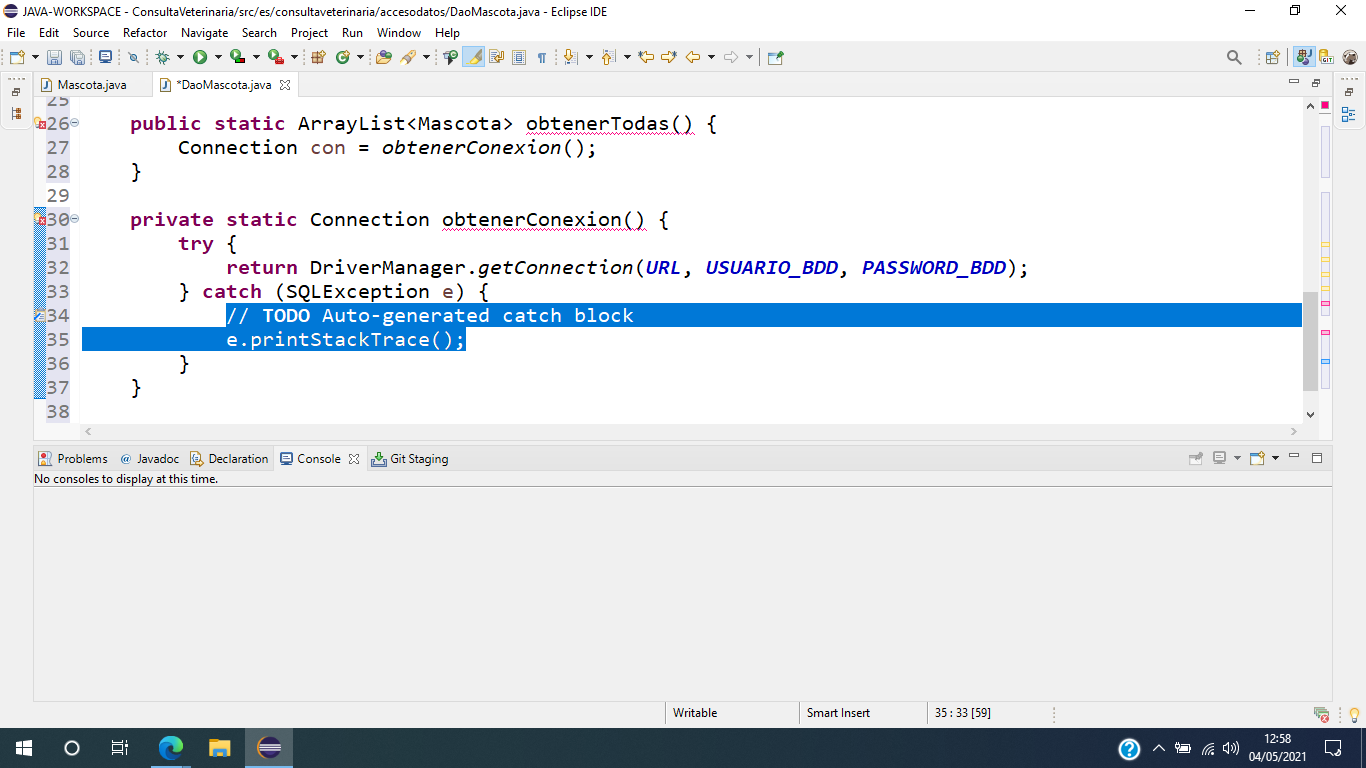 JAVA-WORKSPACE - ConsultaVeterinaria/src/es/consultaveterinaria/accesodatos/DaoMascota.java - Eclipse IDE
File Edit Source Refactor Navigate Search Project Run Window Help
Mascota.java *DaoMascota.java
25
26 public static ArrayList<Mascota> obtenerTodas() {
27 Connection con = obtenerConexion();
28 }
29
30 private static Connection obtenerConexion() {
31 try {
32 return DriverManager.getConnection(URL, USUARIO_BDD, PASSWORD_BDD);
33 } catch (SQLException e) {
34 // TODO Auto-generated catch block
35 e.printStackTrace();
36 }
37 }
38
Problems @ Javadoc Declaration Console Git Staging
No consoles to display at this time.
Writable Smart Insert 35 : 33 [59]
12:58
04/05/2021